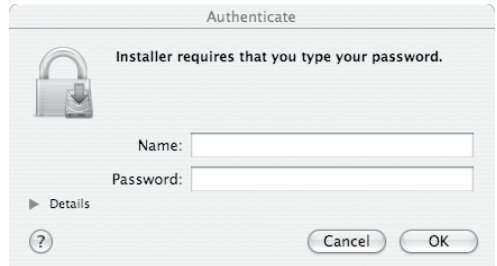 Authenticate
Installer requires that you type your password.
Name:
Password:
Details
?
Cancel
OK